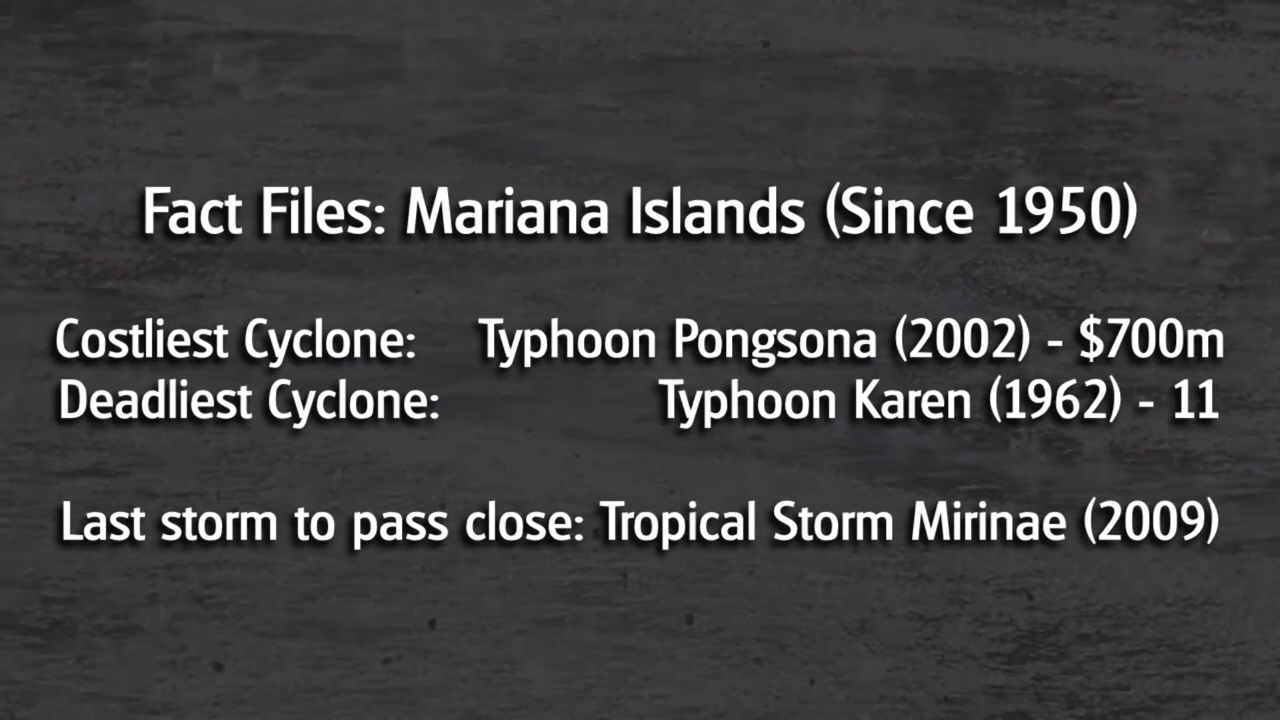 Fact Files: Mariana Islands (Since 1950)
Costliest Cyclone: Typhoon Pongsona (2002) - $700m
Deadliest Cyclone: Typhoon Karen (1962) - 11
Last storm to pass close: Tropical Storm Mirinae (2009)